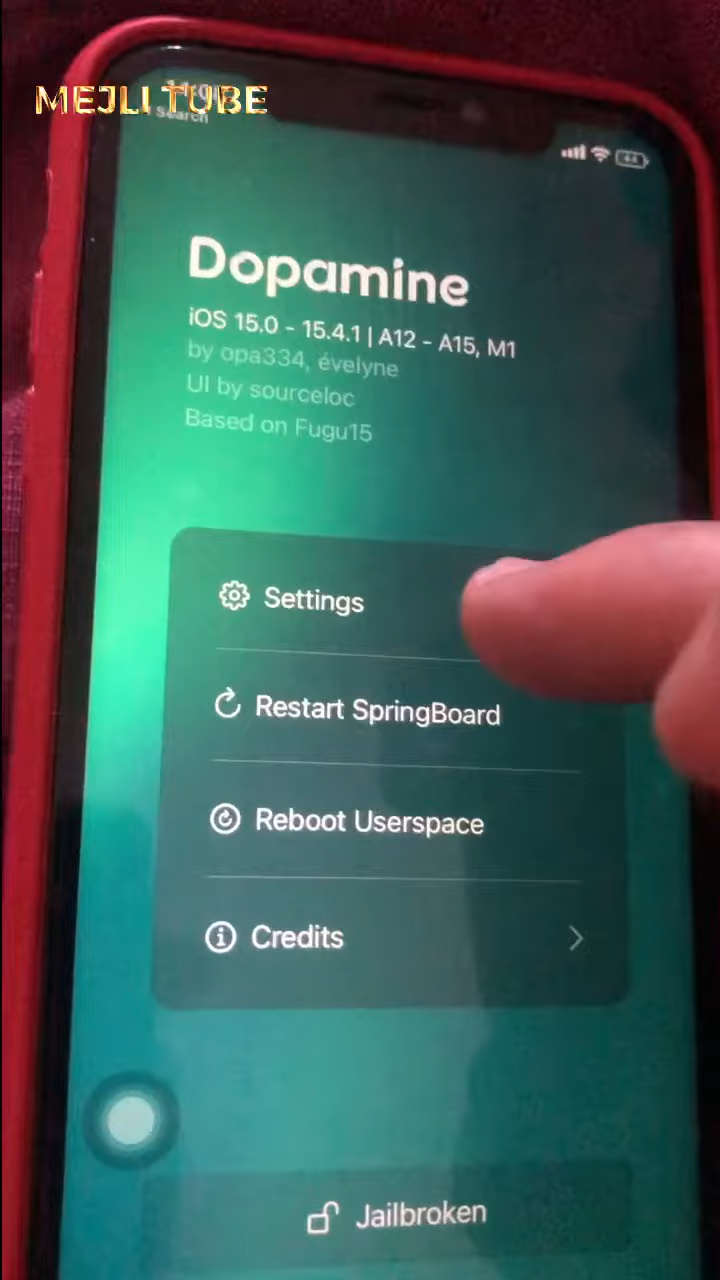 MEJLI TUBE
Search
44
Dopamine
iOS 15.0 - 15.4.1 | A12 - A15, M1
by opa334, évelyne
UI by sourceloc
Based on Fugu15
Settings
Restart SpringBoard
Reboot Userspace
Credits
Jailbroken